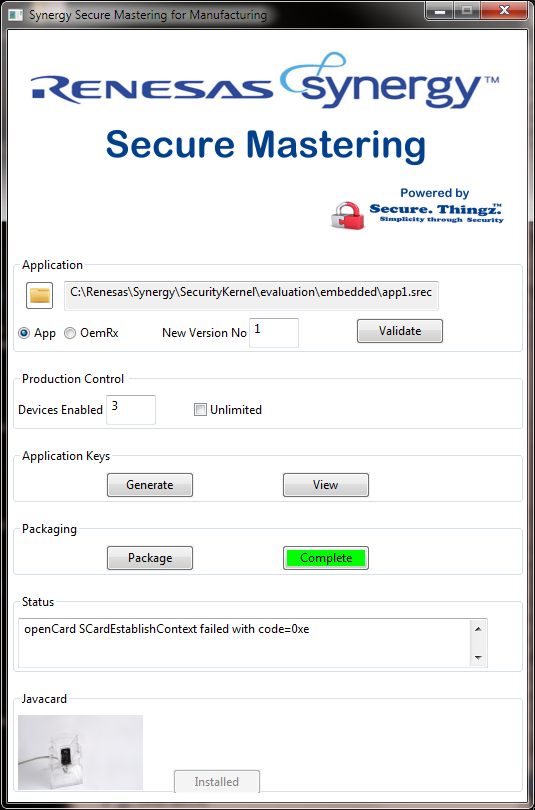 Synergy Secure Mastering for Manufacturing
RENESAS synergy™
Secure Mastering
Powered by
Secure. Thingz.™
Simplicity through Security
Application
C:\Renesas\Synergy\SecurityKernel\evaluation\embedded\app1.srec
App OemRx New Version No 1 Validate
Production Control
Devices Enabled 3 Unlimited
Application Keys
Generate View
Packaging
Package Complete
Status
openCard SCardEstablishContext failed with code=0xe
Javacard
Installed